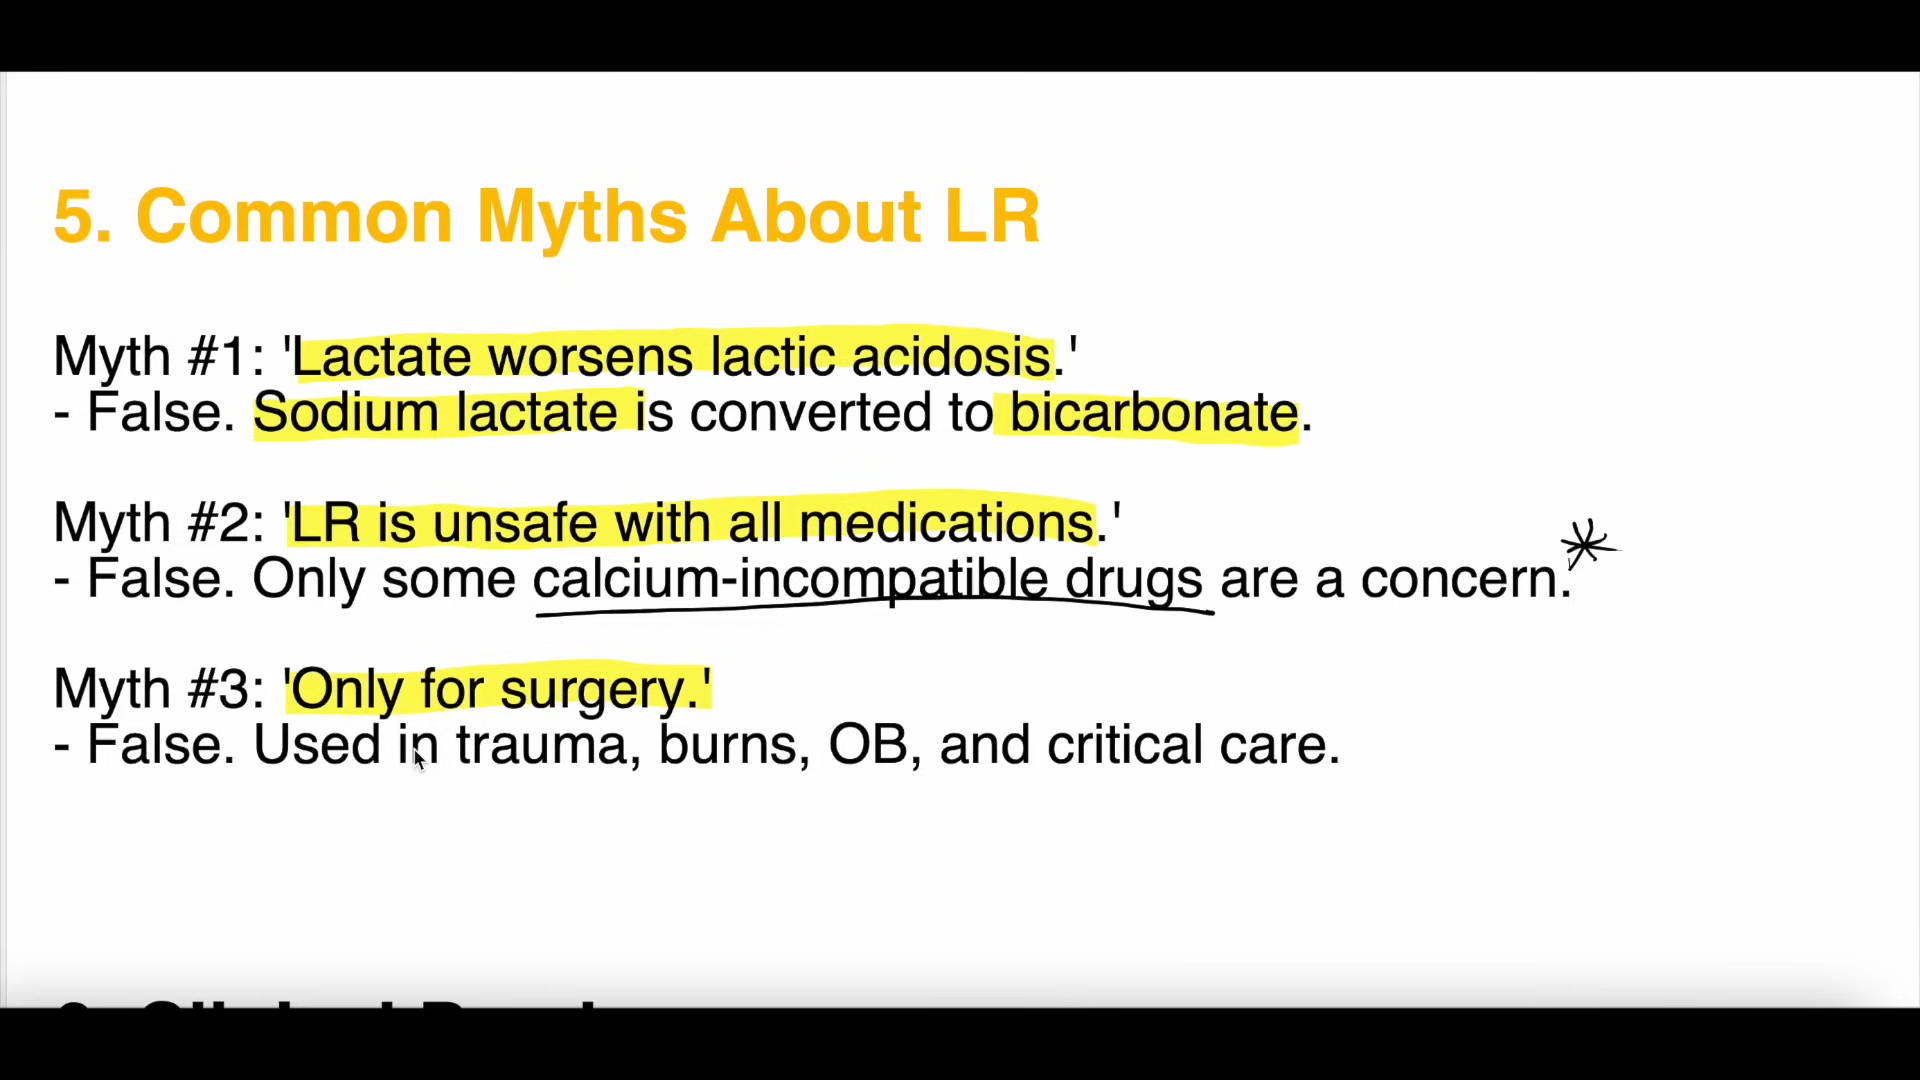 5. Common Myths About LR
Myth #1: 'Lactate worsens lactic acidosis.'
- False. Sodium lactate is converted to bicarbonate.
Myth #2: 'LR is unsafe with all medications.'
- False. Only some calcium-incompatible drugs are a concern.
Myth #3: 'Only for surgery.'
- False. Used in trauma, burns, OB, and critical care.